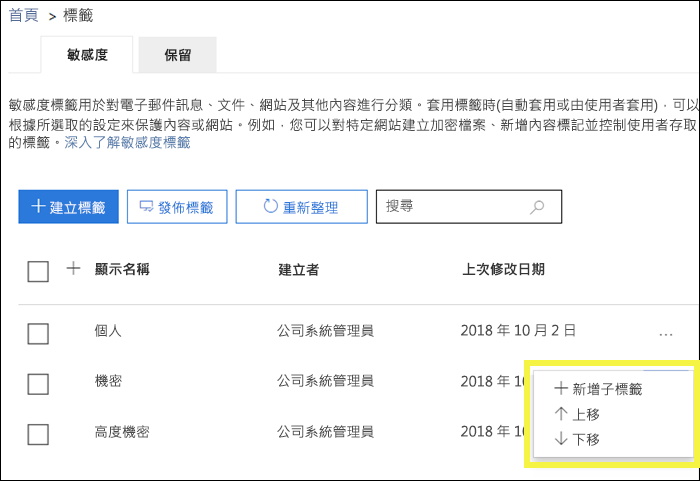 首頁 > 標籤
敏感度 保留
敏感度標籤用於對電子郵件訊息、文件、網站及其他內容進行分類。套用標籤時(自動套用或由使用者套用)，可以
根據所選取的設定來保護內容或網站。例如，您可以對特定網站建立加密檔案、新增內容標記並控制使用者存取
的標籤。深入了解敏感度標籤
+ 建立標籤 發佈標籤 重新整理 搜尋
+ 顯示名稱 建立者 上次修改日期
個人 公司系統管理員 2018 年 10 月 2 日 ...
機密 公司系統管理員 2018 年 10
+ 新增子標籤
↑ 上移
高度機密 公司系統管理員 2018 年 10
↓ 下移